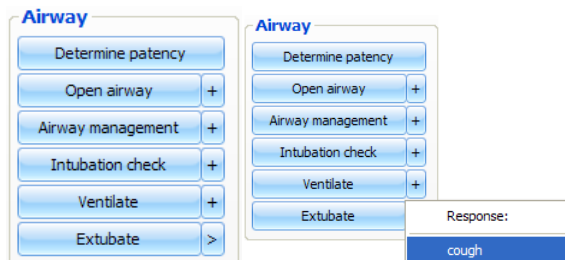 Airway
Determine patency
Open airway +
Airway management +
Intubation check +
Ventilate +
Extubate >
Airway
Determine patency
Open airway +
Airway management +
Intubation check +
Ventilate +
Extubate
Response:
cough